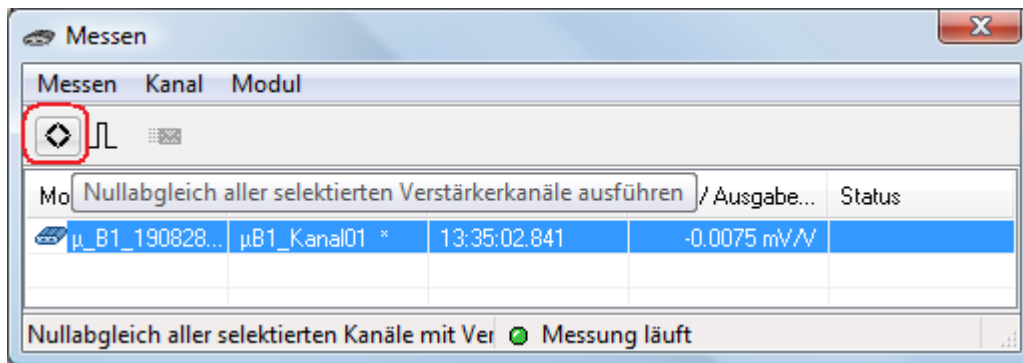 Messen
Messen Kanal Modul
Nullabgleich aller selektierten Verstärkerkanäle ausführen
Mo / Ausgabe... Status
µ_B1_190828... µB1_Kanal01 * 13:35:02.841 -0.0075 mV/V
Nullabgleich aller selektierten Kanäle mit Ver Messung läuft